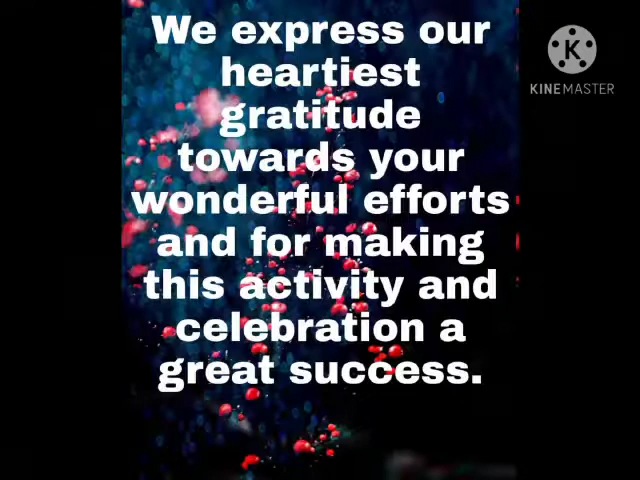 We express our
heartiest
gratitude
towards your
wonderful efforts
and for making
this activity and
celebration a
great success.
K
KINEMASTER